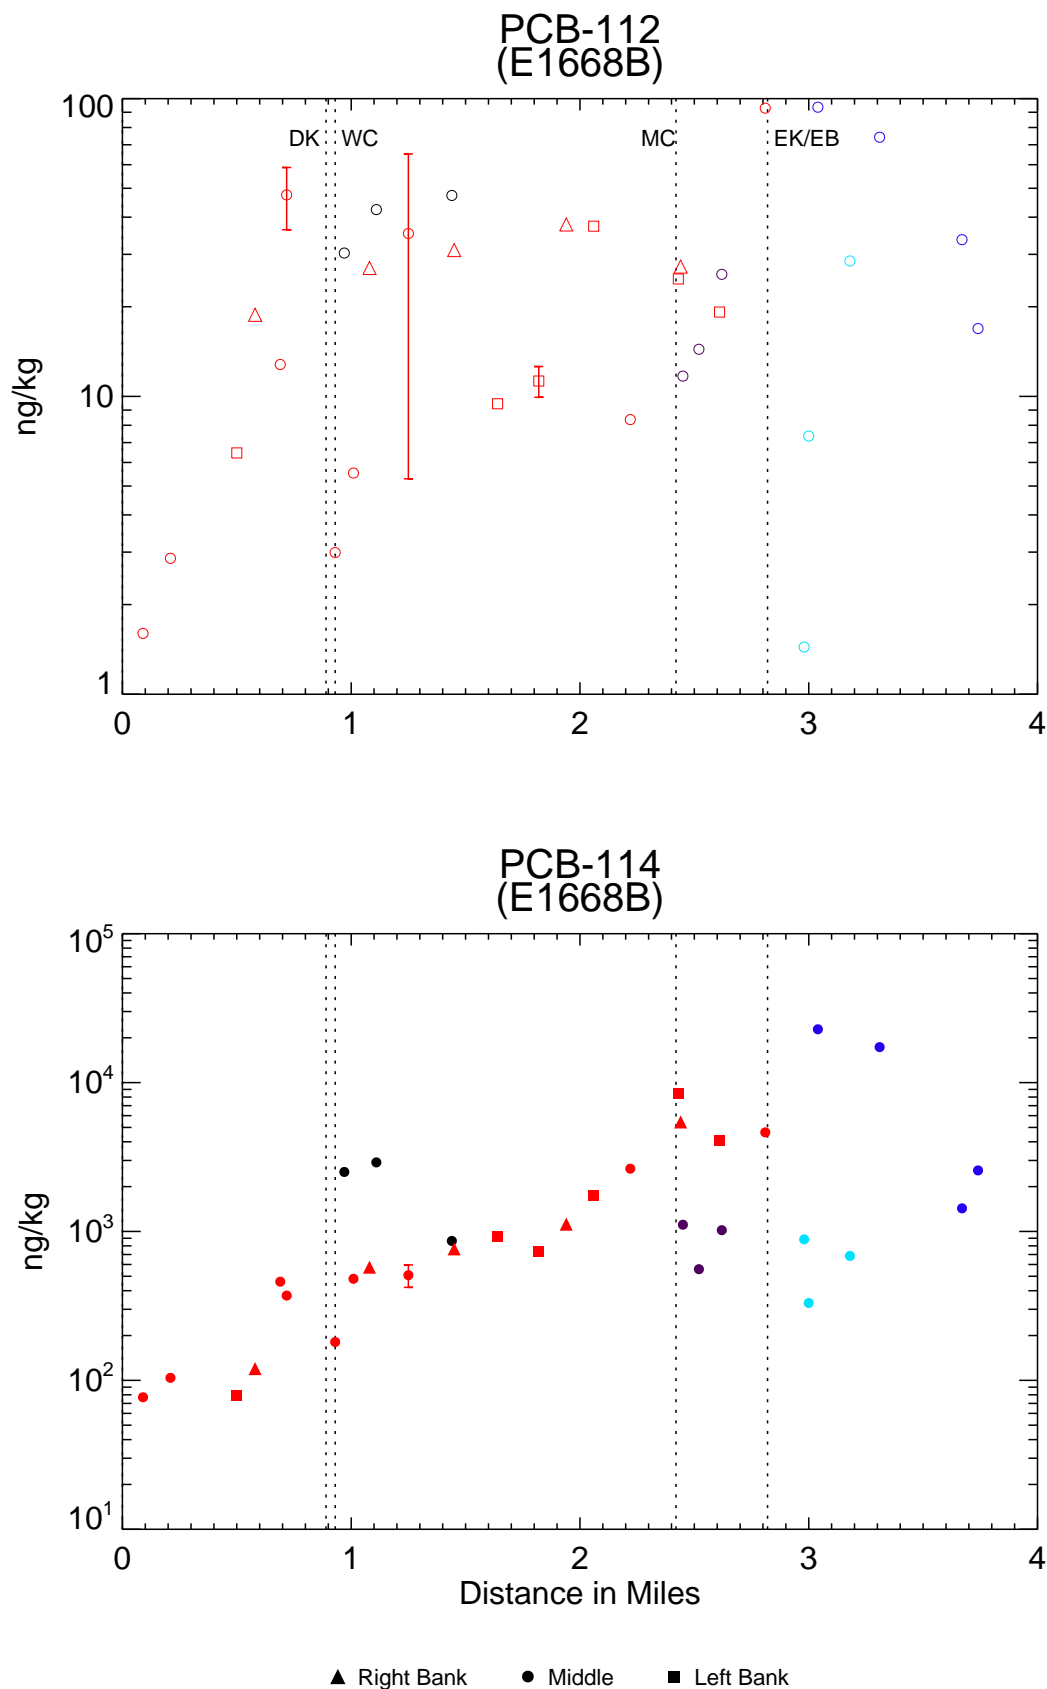 PCB-112
(E1668B)
100
10
1
ng/kg
DK
WC
MC
EK/EB
0 1 2 3 4
PCB-114
(E1668B)
10^5
10^4
10^3
10^2
10^1
ng/kg
0 1 2 3 4
Distance in Miles
Right Bank Middle Left Bank